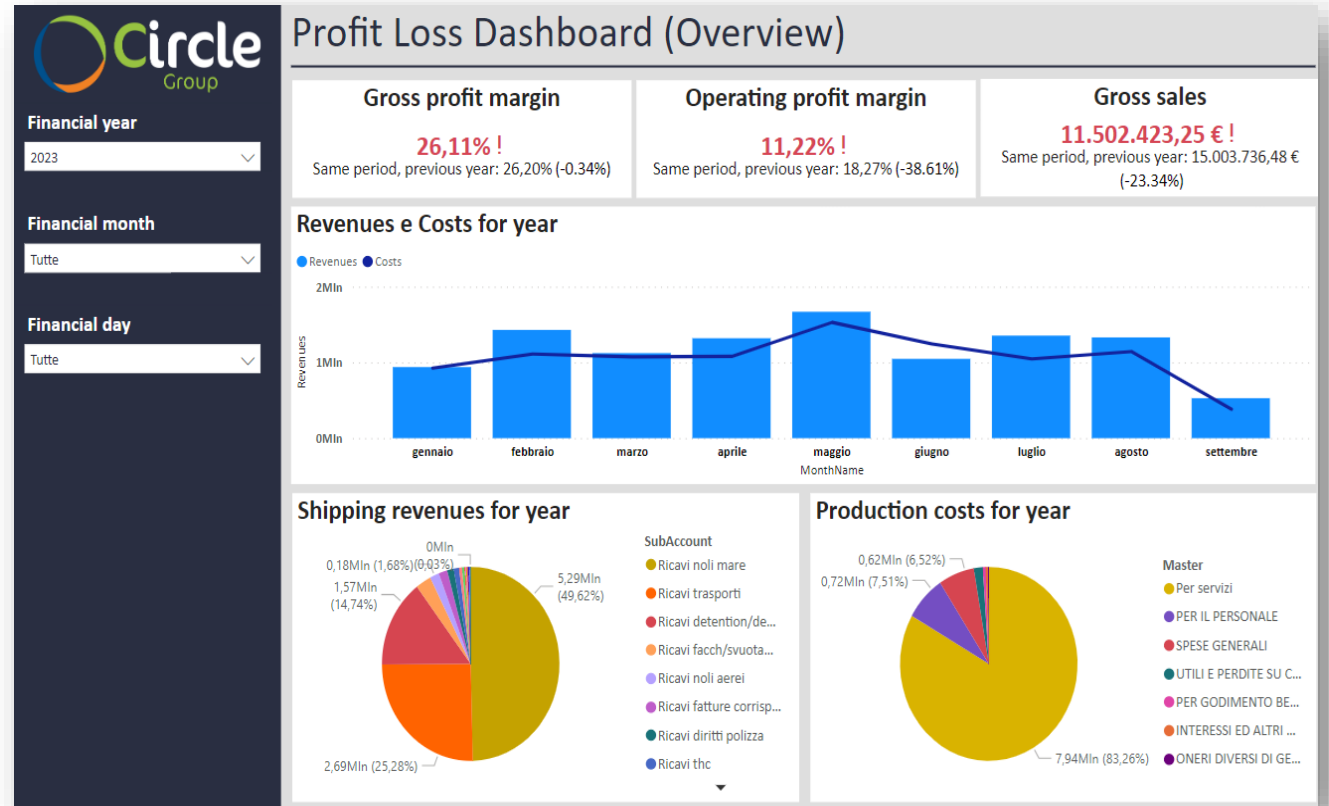 Circle
Group
Financial year
2023
Financial month
Tutte
Financial day
Tutte
Profit Loss Dashboard (Overview)
Gross profit margin
26,11% !
Same period, previous year: 26,20% (-0.34%)
Operating profit margin
11,22% !
Same period, previous year: 18,27% (-38.61%)
Gross sales
11.502.423,25 € !
Same period, previous year: 15.003.736,48 €
(-23.34%)
Revenues e Costs for year
Revenues Costs
2Mln
1Mln
0Mln
Revenues
gennaio febbraio marzo aprile maggio giugno luglio agosto settembre
MonthName
Shipping revenues for year
0Mln
(0,03%)
0,18Mln (1,68%)
1,57Mln
(14,74%)
5,29Mln
(49,62%)
2,69Mln (25,28%)
SubAccount
Ricavi noli mare
Ricavi trasporti
Ricavi detention/de...
Ricavi facch/svuota...
Ricavi noli aerei
Ricavi fatture corrisp...
Ricavi diritti polizza
Ricavi thc
Production costs for year
0,62Mln (6,52%)
0,72Mln (7,51%)
7,94Mln (83,26%)
Master
Per servizi
PER IL PERSONALE
SPESE GENERALI
UTILI E PERDITE SU C...
PER GODIMENTO BE...
INTERESSI ED ALTRI ...
ONERI DIVERSI DI GE...